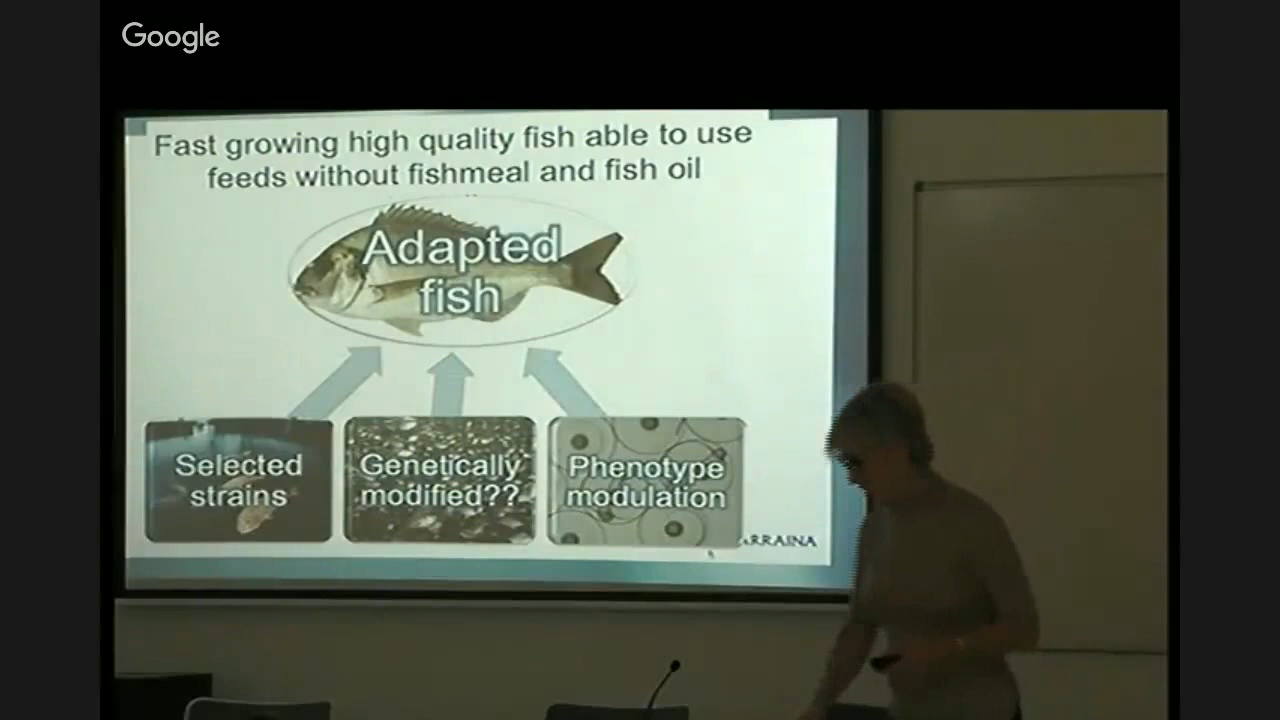 Google
Fast growing high quality fish able to use
feeds without fishmeal and fish oil
Adapted
fish
Selected
strains
Genetically
modified??
Phenotype
modulation
ARRAINA